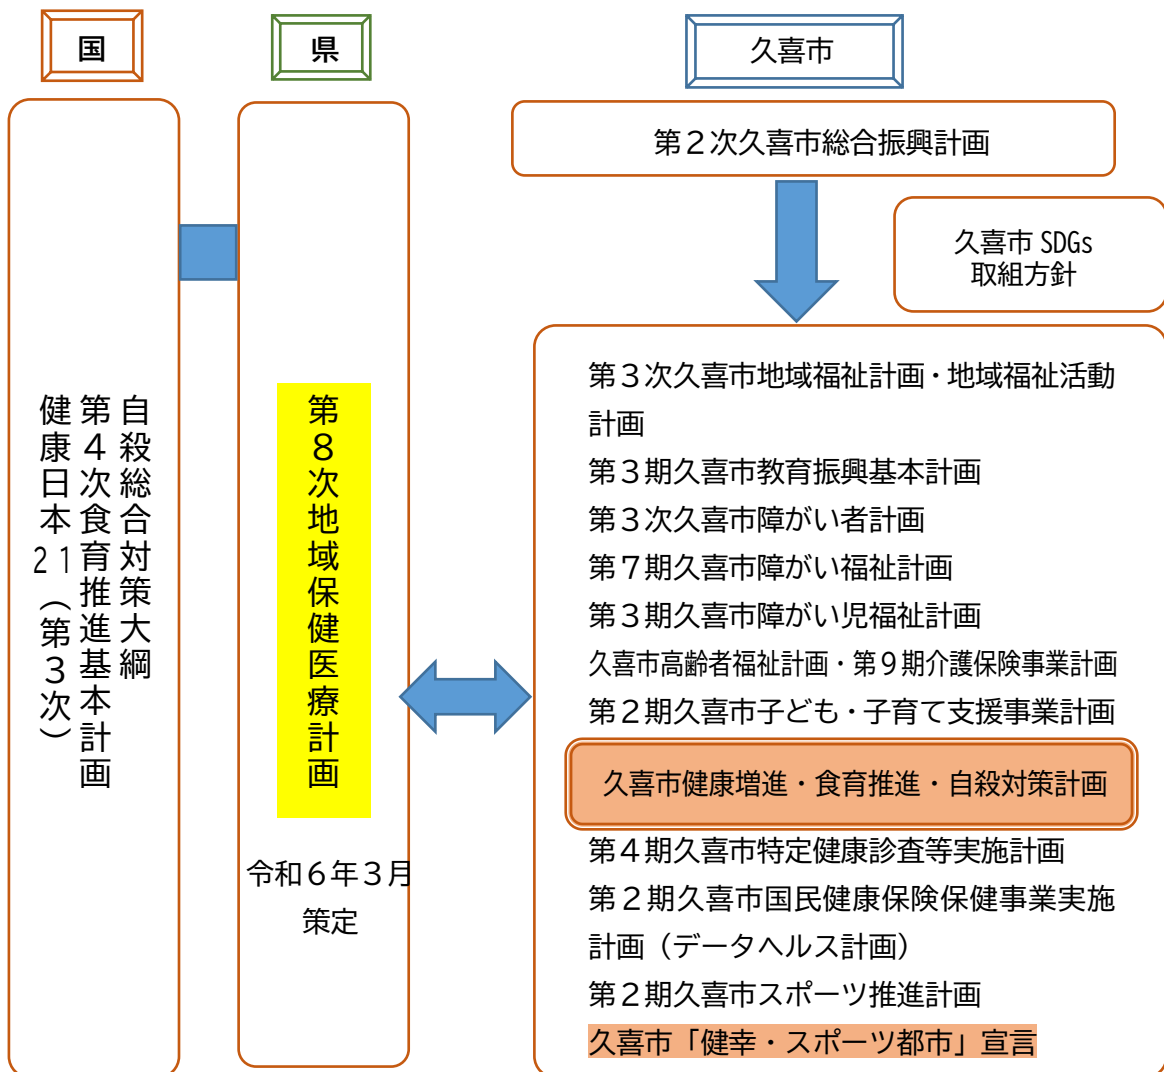 国
自殺総合対策大綱
第４次食育推進基本計画
健康日本21（第３次）
県
第８次地域保健医療計画
令和６年３月
策定
久喜市
第２次久喜市総合振興計画
久喜市 SDGs
取組方針
第３次久喜市地域福祉計画・地域福祉活動
計画
第３期久喜市教育振興基本計画
第３次久喜市障がい者計画
第７期久喜市障がい福祉計画
第３期久喜市障がい児福祉計画
久喜市高齢者福祉計画・第９期介護保険事業計画
第２期久喜市子ども・子育て支援事業計画
久喜市健康増進・食育推進・自殺対策計画
第４期久喜市特定健康診査等実施計画
第２期久喜市国民健康保険保健事業実施
計画（データヘルス計画）
第２期久喜市スポーツ推進計画
久喜市「健幸・スポーツ都市」宣言